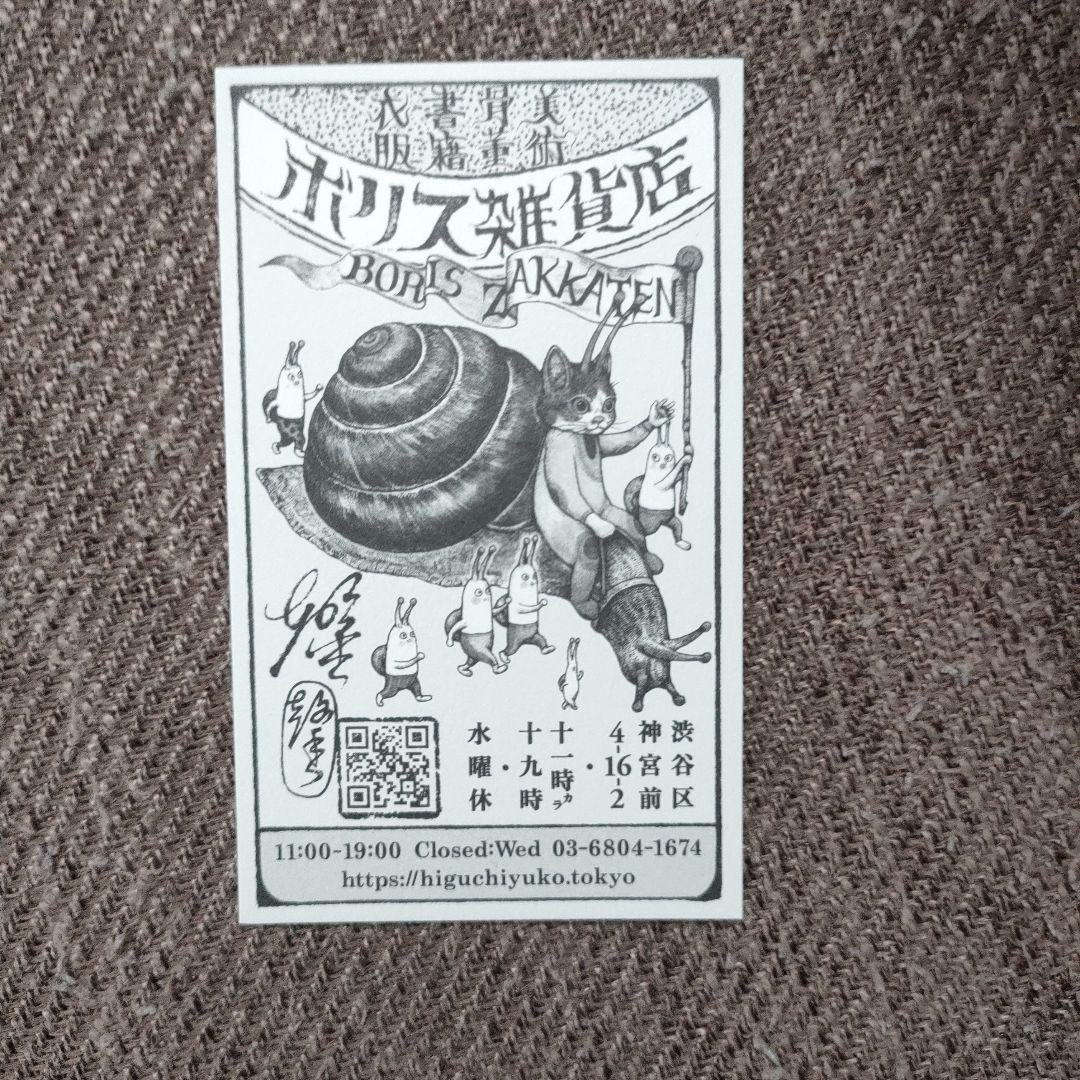 美術 骨董 書籍 衣服
ボリス雑貨店
BORIS ZAKKATEN
渋谷区
神宮前
4-16-2
・
十一時カラ
・
十九時
水曜休
11:00-19:00 Closed:Wed 03-6804-1674
https://higuchiyuko.tokyo